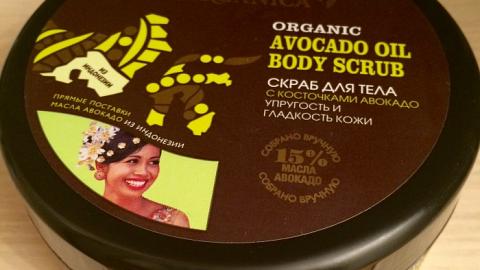 ORGANIC
AVOCADO OIL
BODY SCRUB
СКРАБ ДЛЯ ТЕЛА
С КОСТОЧКАМИ АВОКАДО
УПРУГОСТЬ И
ГЛАДКОСТЬ КОЖИ
ИЗ
ИНДОНЕЗИИ
ПРЯМЫЕ ПОСТАВКИ
МАСЛА АВОКАДО ИЗ ИНДОНЕЗИИ
СОБРАНО ВРУЧНУЮ
15%
МАСЛА
АВОКАДО
СОБРАНО ВРУЧНУЮ